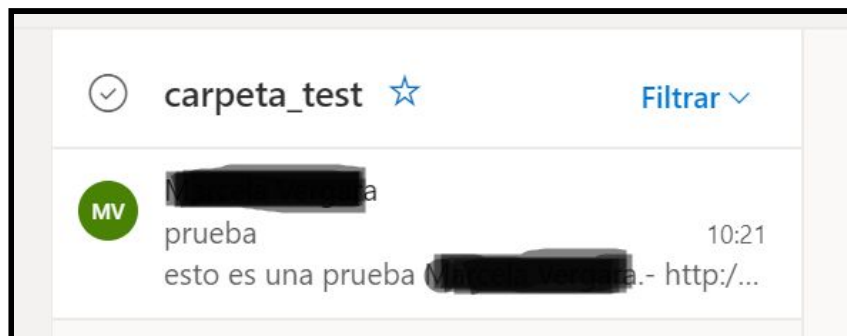 carpeta_test
Filtrar
MV
prueba
10:21
esto es una prueba .- http:/...